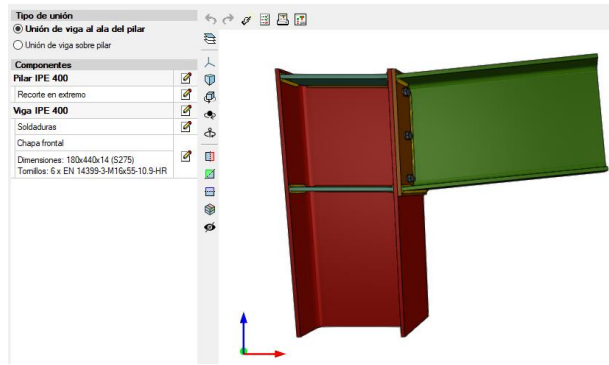 Tipo de unión
Unión de viga al ala del pilar
Unión de viga sobre pilar
Componentes
Pilar IPE 400
Recorte en extremo
Viga IPE 400
Soldaduras
Chapa frontal
Dimensiones: 180x440x14 (S275)
Tornillos: 6 x EN 14399-3-M16x55-10.9-HR